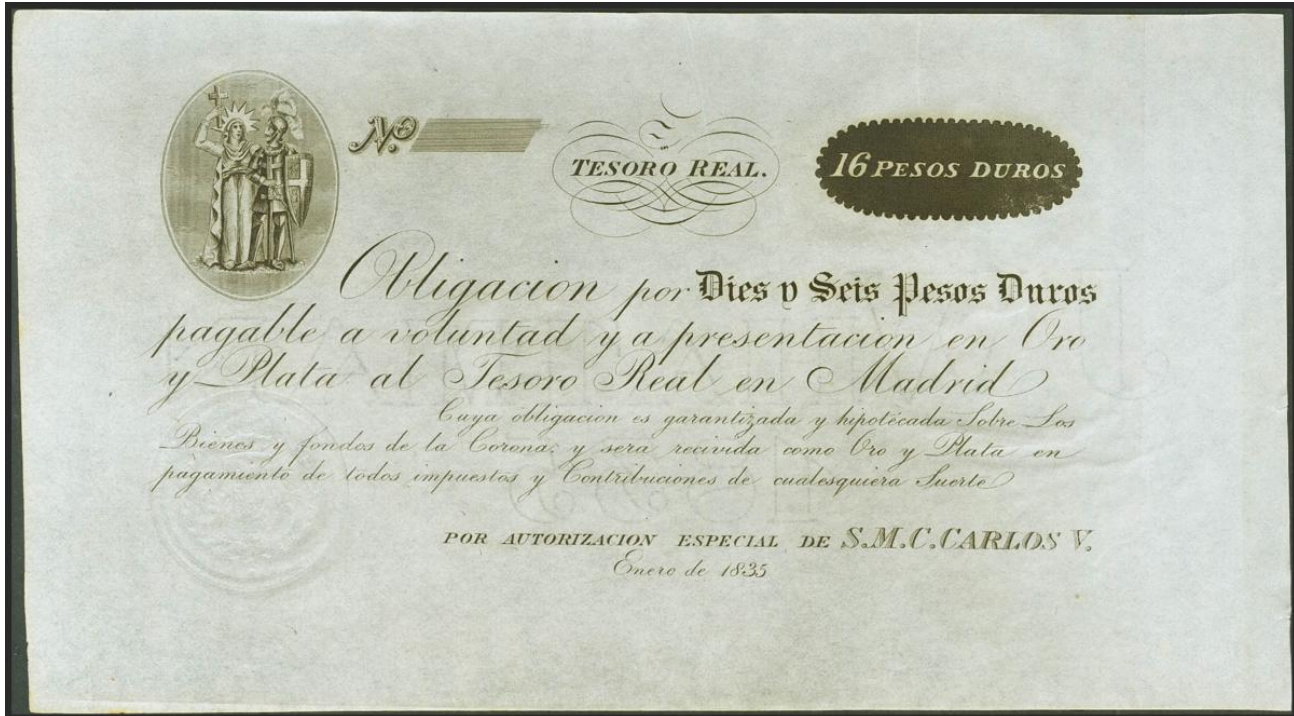 No.
TESORO REAL.
16 PESOS DUROS
Obligacion por Dies y Seis Pesos Duros
pagable a voluntad y a presentacion en Oro
y Plata al Tesoro Real en Madrid
Cuya obligacion es garantizada y hipotecada Sobre Los
Bienes y fondos de la Corona; y sera recivida como Oro y Plata en
pagamiento de todos impuestos y Contribuciones de cualesquiera Suerte
POR AUTORIZACION ESPECIAL DE S.M.C. CARLOS V.
Enero de 1835